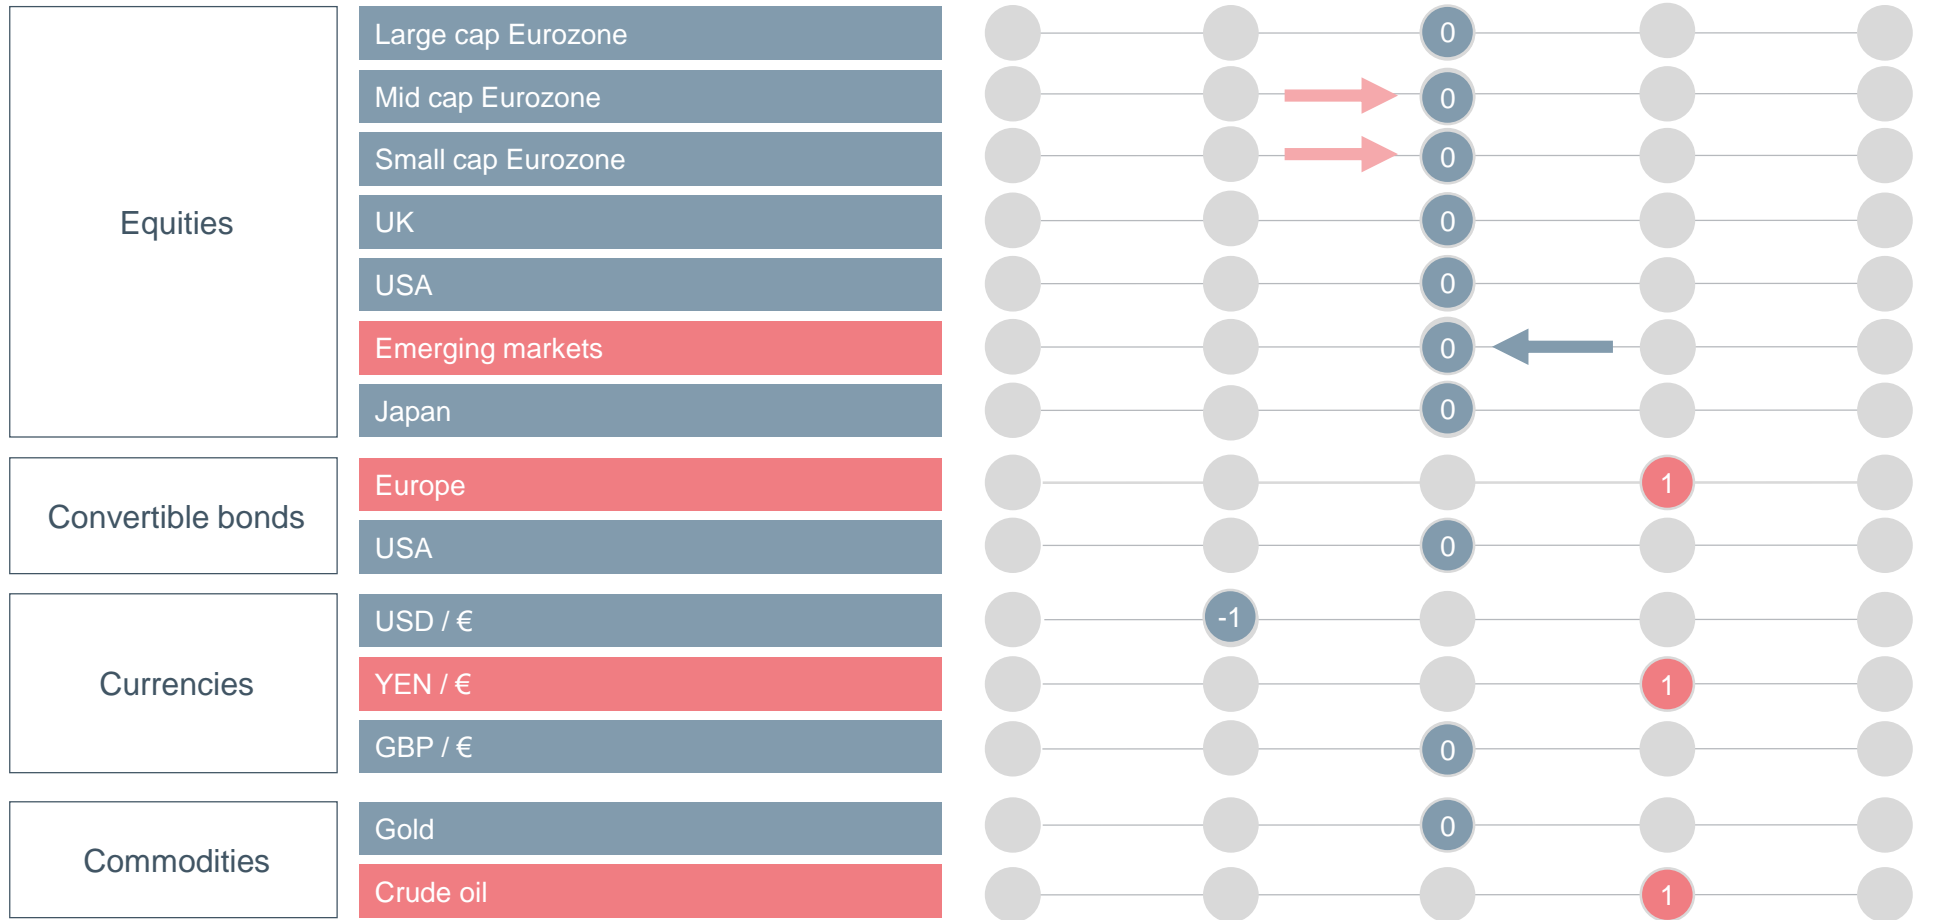 Equities
Large cap Eurozone 0
Mid cap Eurozone 0
Small cap Eurozone 0
UK 0
USA 0
Emerging markets 0
Japan 0
Convertible bonds
Europe 1
USA 0
Currencies
USD / € -1
YEN / € 1
GBP / € 0
Commodities
Gold 0
Crude oil 1